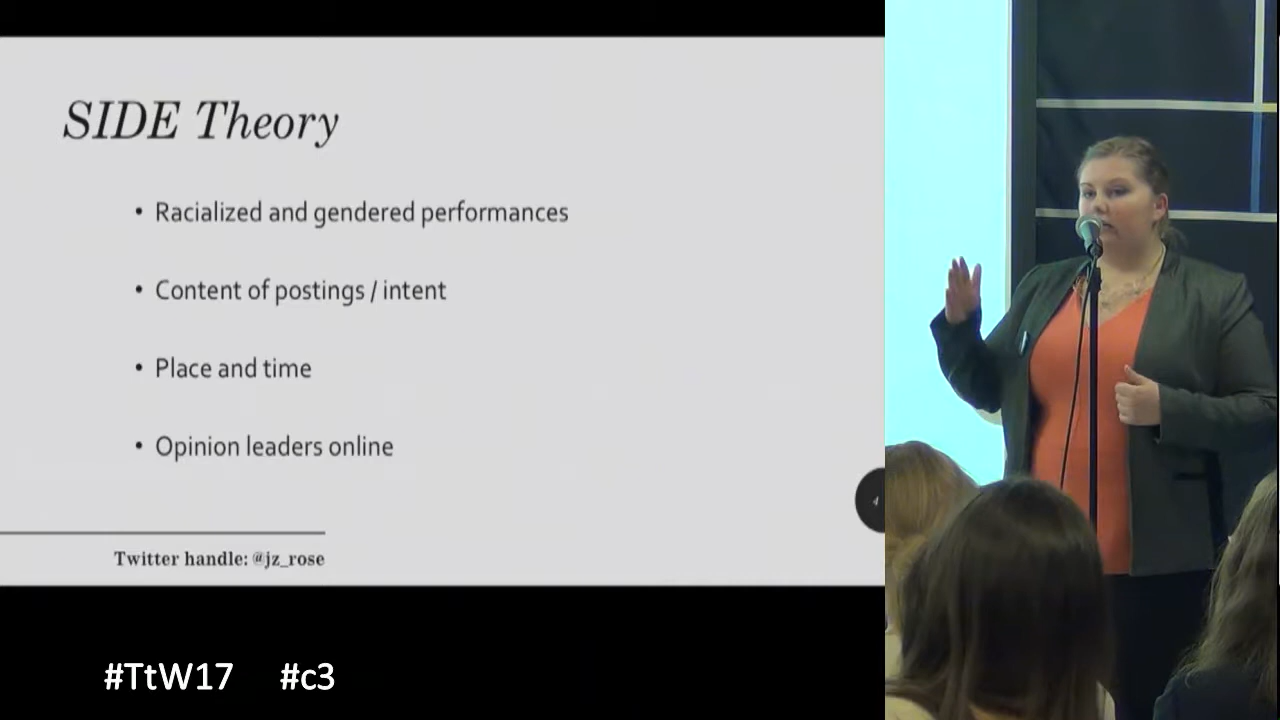 SIDE Theory
• Racialized and gendered performances
• Content of postings / intent
• Place and time
• Opinion leaders online
4
Twitter handle: @jz_rose
#TtW17 #c3